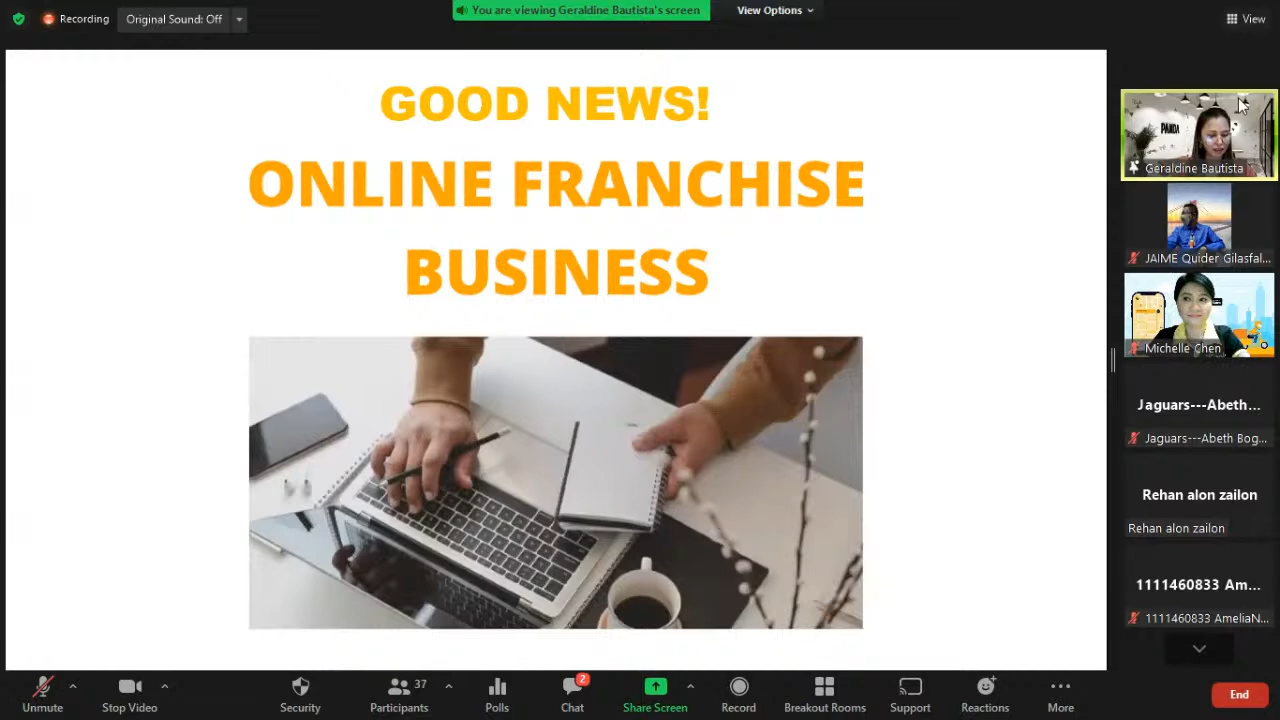 Recording
Original Sound: Off
You are viewing Geraldine Bautista's screen
View Options
View
GOOD NEWS!
ONLINE FRANCHISE
BUSINESS
PANDA
Geraldine Bautista
JAIME Quider Gilasfal...
Michelle Chen
Jaguars---Abeth...
Jaguars---Abeth Bog...
Rehan alon zailon
Rehan alon zailon
1111460833 Am...
1111460833 AmeliaN...
Unmute
Stop Video
Security
Participants
37
Polls
Chat
2
Share Screen
Record
Breakout Rooms
Support
Reactions
More
End